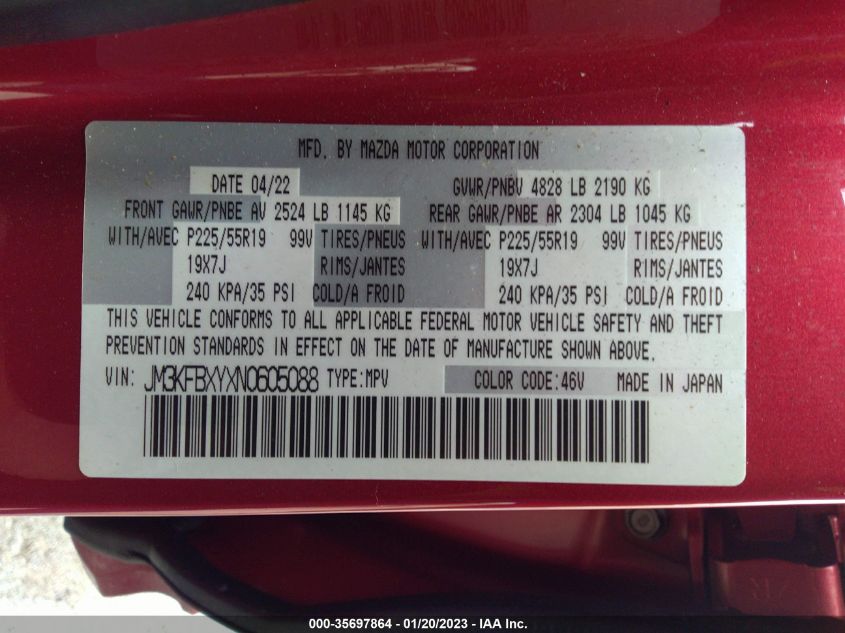 MFD. BY MAZDA MOTOR CORPORATION
DATE 04/22 GVWR/PNBV 4828 LB 2190 KG
FRONT GAWR/PNBE AV 2524 LB 1145 KG REAR GAWR/PNBE AR 2304 LB 1045 KG
WITH/AVEC P225/55R19 99V TIRES/PNEUS WITH/AVEC P225/55R19 99V TIRES/PNEUS
19X7J RIMS/JANTES 19X7J RIMS/JANTES
240 KPA/35 PSI COLD/A FROID 240 KPA/35 PSI COLD/A FROID
THIS VEHICLE CONFORMS TO ALL APPLICABLE FEDERAL MOTOR VEHICLE SAFETY AND THEFT
PREVENTION STANDARDS IN EFFECT ON THE DATE OF MANUFACTURE SHOWN ABOVE.
VIN: JM3KFBXYXN0605088 TYPE:MPV COLOR CODE:46V MADE IN JAPAN
000-35697864 - 01/20/2023 - IAA Inc.